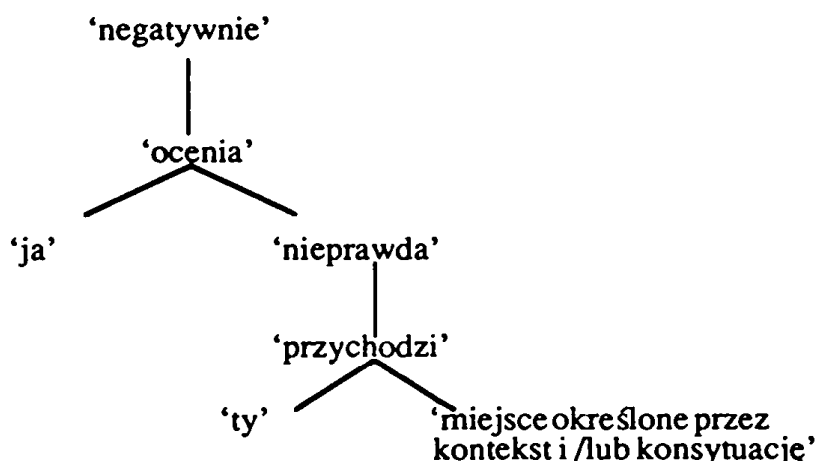 ‘negatywnie’
‘ocenia’
‘ja’ ‘nieprawda’
‘przychodzi’
‘ty’ ‘miejsce określone przez
kontekst i /lub konsytuację’